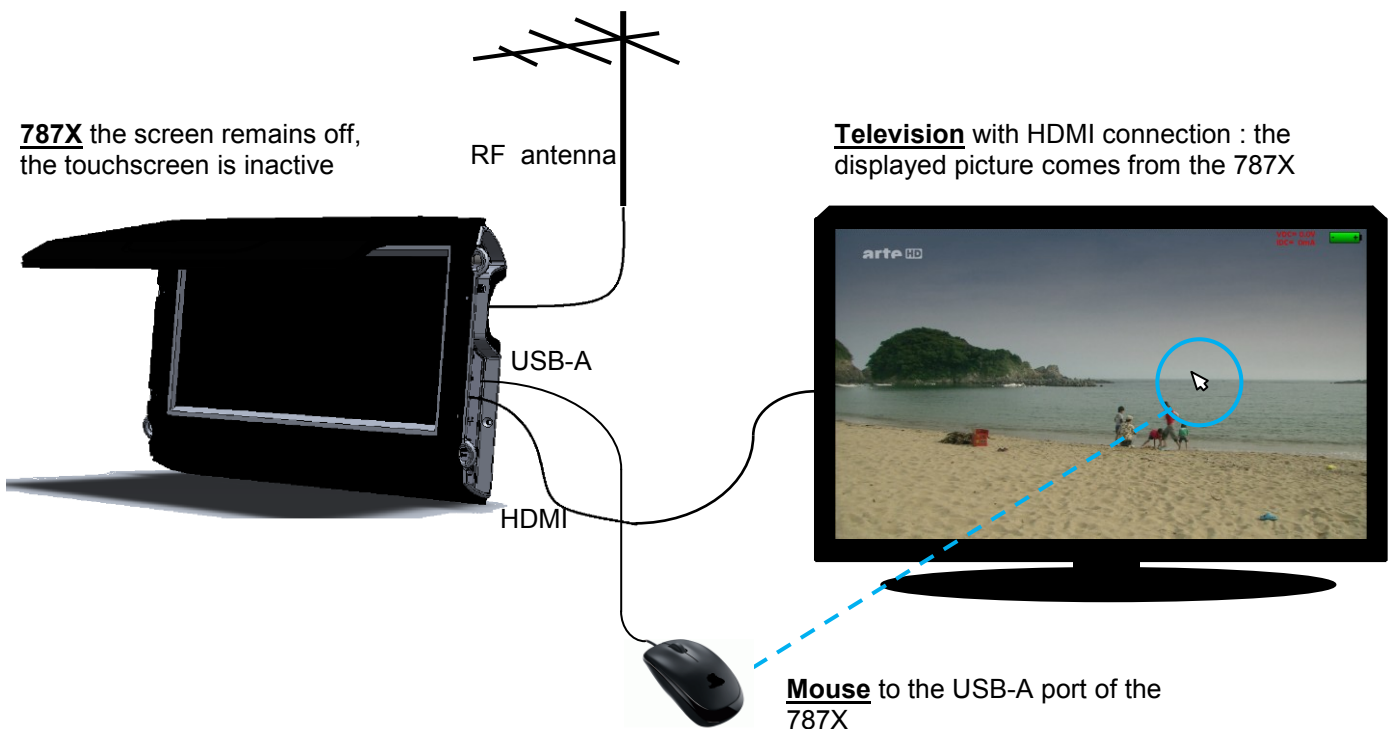 787X the screen remains off,
the touchscreen is inactive
RF antenna
Television with HDMI connection : the
displayed picture comes from the 787X
arte HD
USB-A
HDMI
Mouse to the USB-A port of the
787X